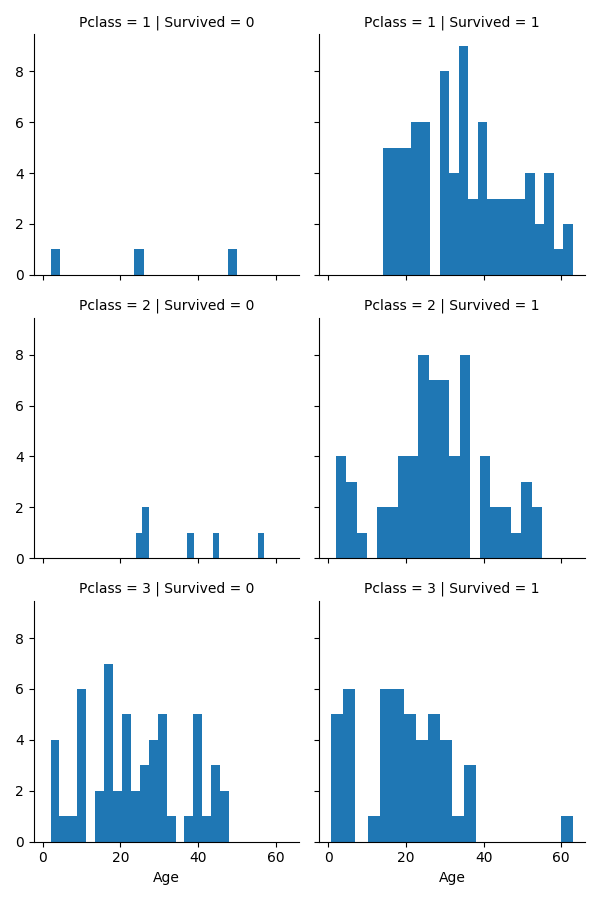 Pclass = 1 | Survived = 0
Pclass = 1 | Survived = 1
8
6
4
2
0
Pclass = 2 | Survived = 0
Pclass = 2 | Survived = 1
8
6
4
2
0
Pclass = 3 | Survived = 0
Pclass = 3 | Survived = 1
8
6
4
2
0
0 20 40 60
0 20 40 60
Age
Age